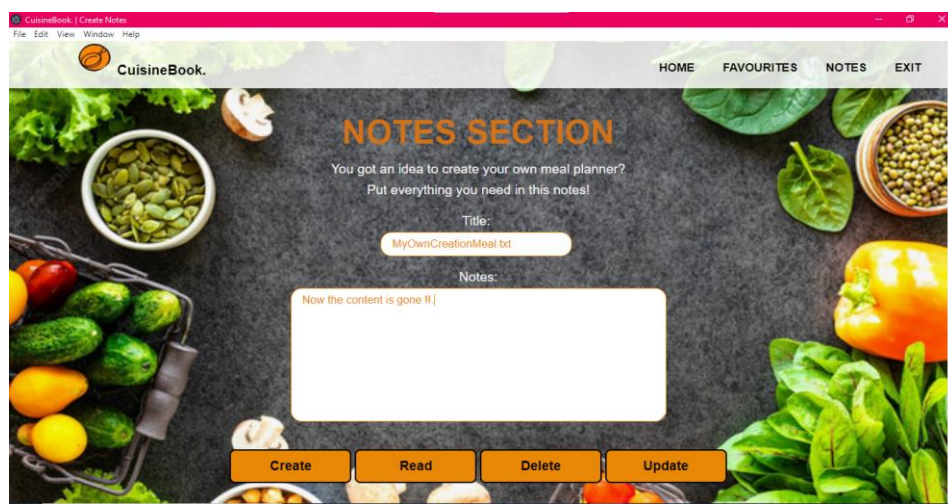 CuisineBook. | Create Notes
File Edit View Window Help
CuisineBook.
HOME FAVOURITES NOTES EXIT
NOTES SECTION
You got an idea to create your own meal planner?
Put everything you need in this notes!
Title:
MyOwnCreationMeal.txt
Notes:
Now the content is gone !!.
Create Read Delete Update